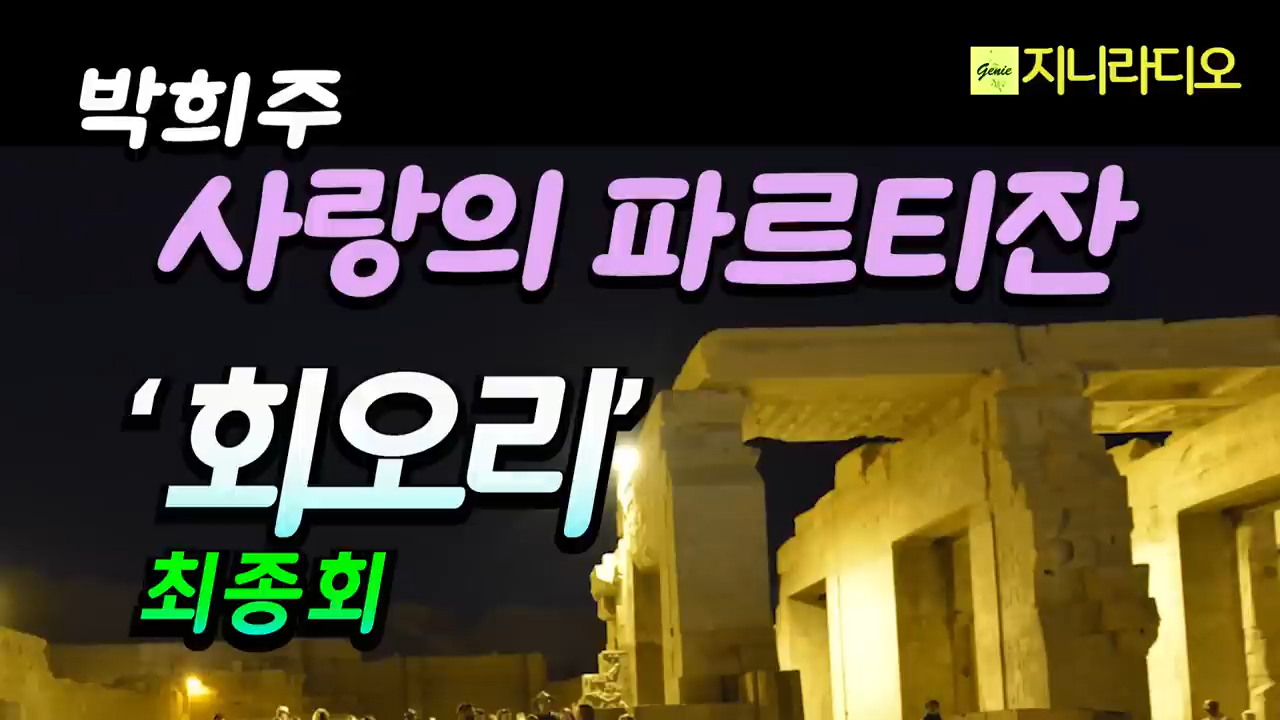 박희주
Genie 지니라디오
사랑의 파르티잔
‘회오리’
최종회